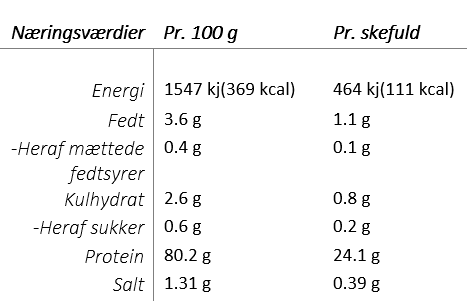 Næringsværdier Pr. 100 g Pr. skefuld
Energi 1547 kj(369 kcal) 464 kj(111 kcal)
Fedt 3.6 g 1.1 g
-Heraf mættede 0.4 g 0.1 g
fedtsyrer
Kulhydrat 2.6 g 0.8 g
-Heraf sukker 0.6 g 0.2 g
Protein 80.2 g 24.1 g
Salt 1.31 g 0.39 g